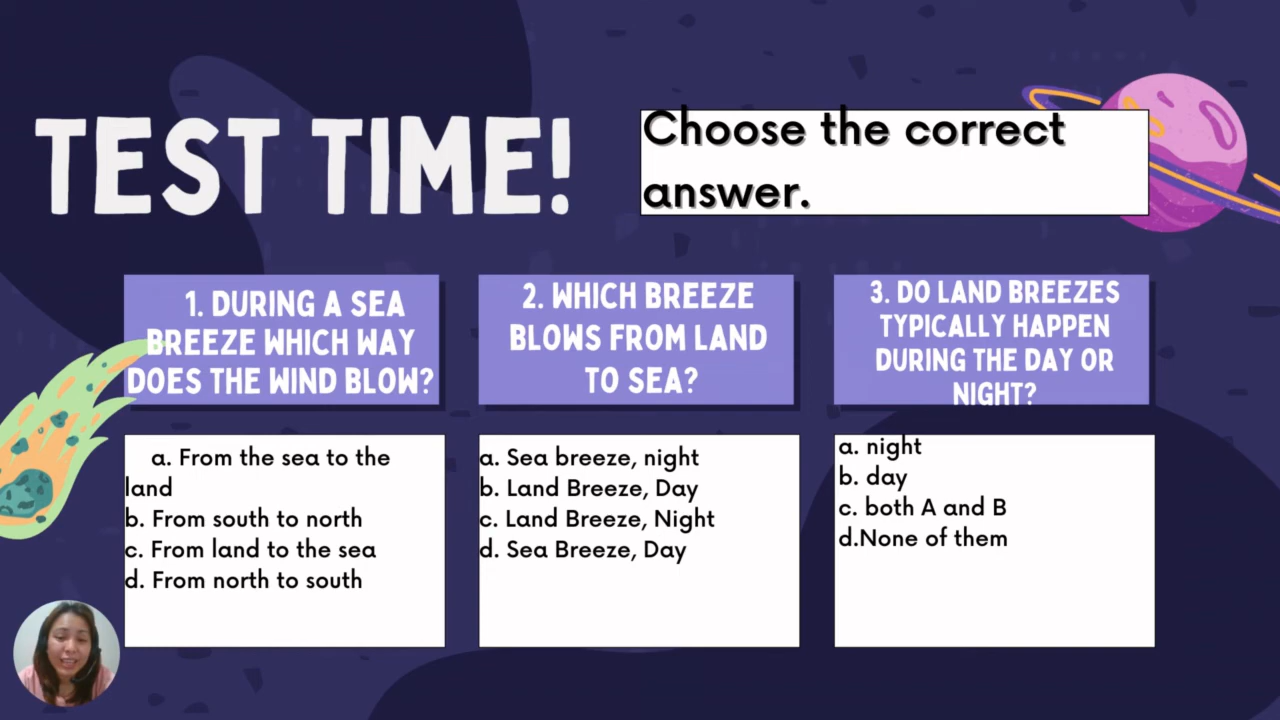 TEST TIME!
Choose the correct
answer.
1. DURING A SEA
BREEZE WHICH WAY
DOES THE WIND BLOW?
a. From the sea to the
land
b. From south to north
c. From land to the sea
d. From north to south
2. WHICH BREEZE
BLOWS FROM LAND
TO SEA?
a. Sea breeze, night
b. Land Breeze, Day
c. Land Breeze, Night
d. Sea Breeze, Day
3. DO LAND BREEZES
TYPICALLY HAPPEN
DURING THE DAY OR
NIGHT?
a. night
b. day
c. both A and B
d.None of them